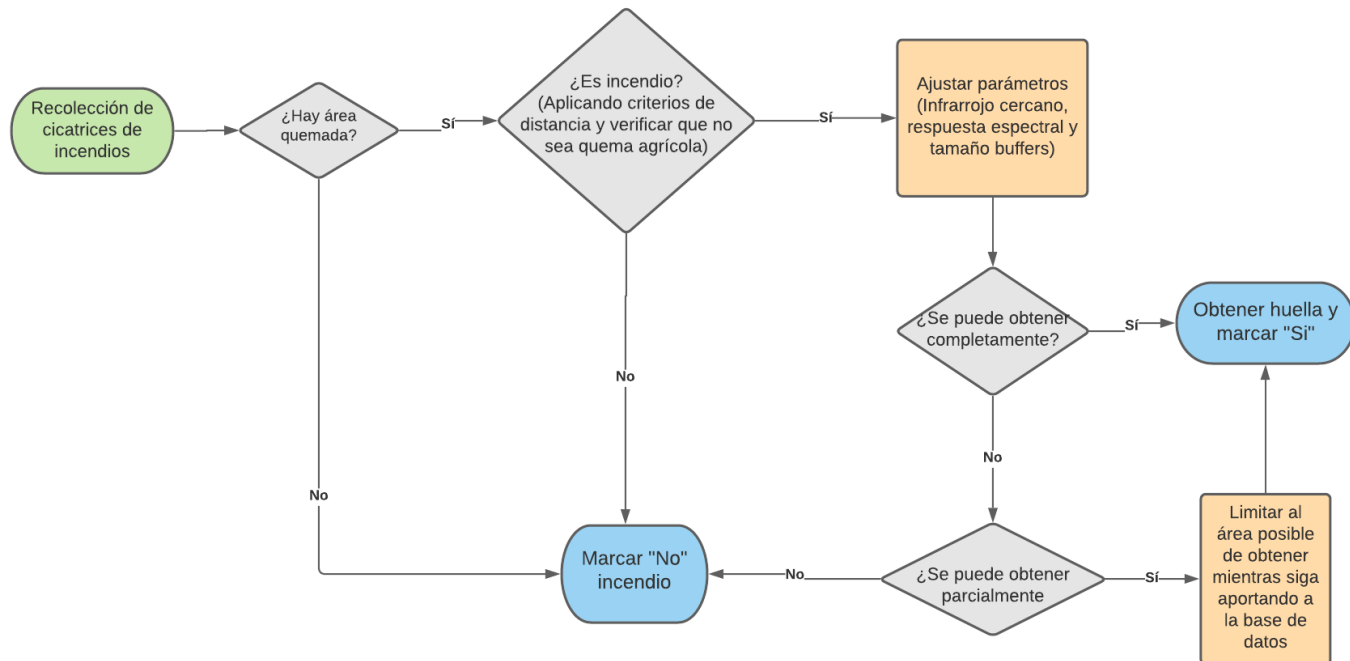 Recolección de
cicatrices de
incendios
¿Hay área
quemada?
Sí
¿Es incendio?
(Aplicando criterios de
distancia y verificar que no
sea quema agrícola)
Sí
Ajustar parámetros
(Infrarrojo cercano,
respuesta espectral y
tamaño buffers)
¿Se puede obtener
completamente?
Sí
Obtener huella y
marcar "Si"
No
No
No
Marcar "No"
incendio
No
¿Se puede obtener
parcialmente
Sí
Limitar al
área posible
de obtener
mientras siga
aportando a
la base de
datos